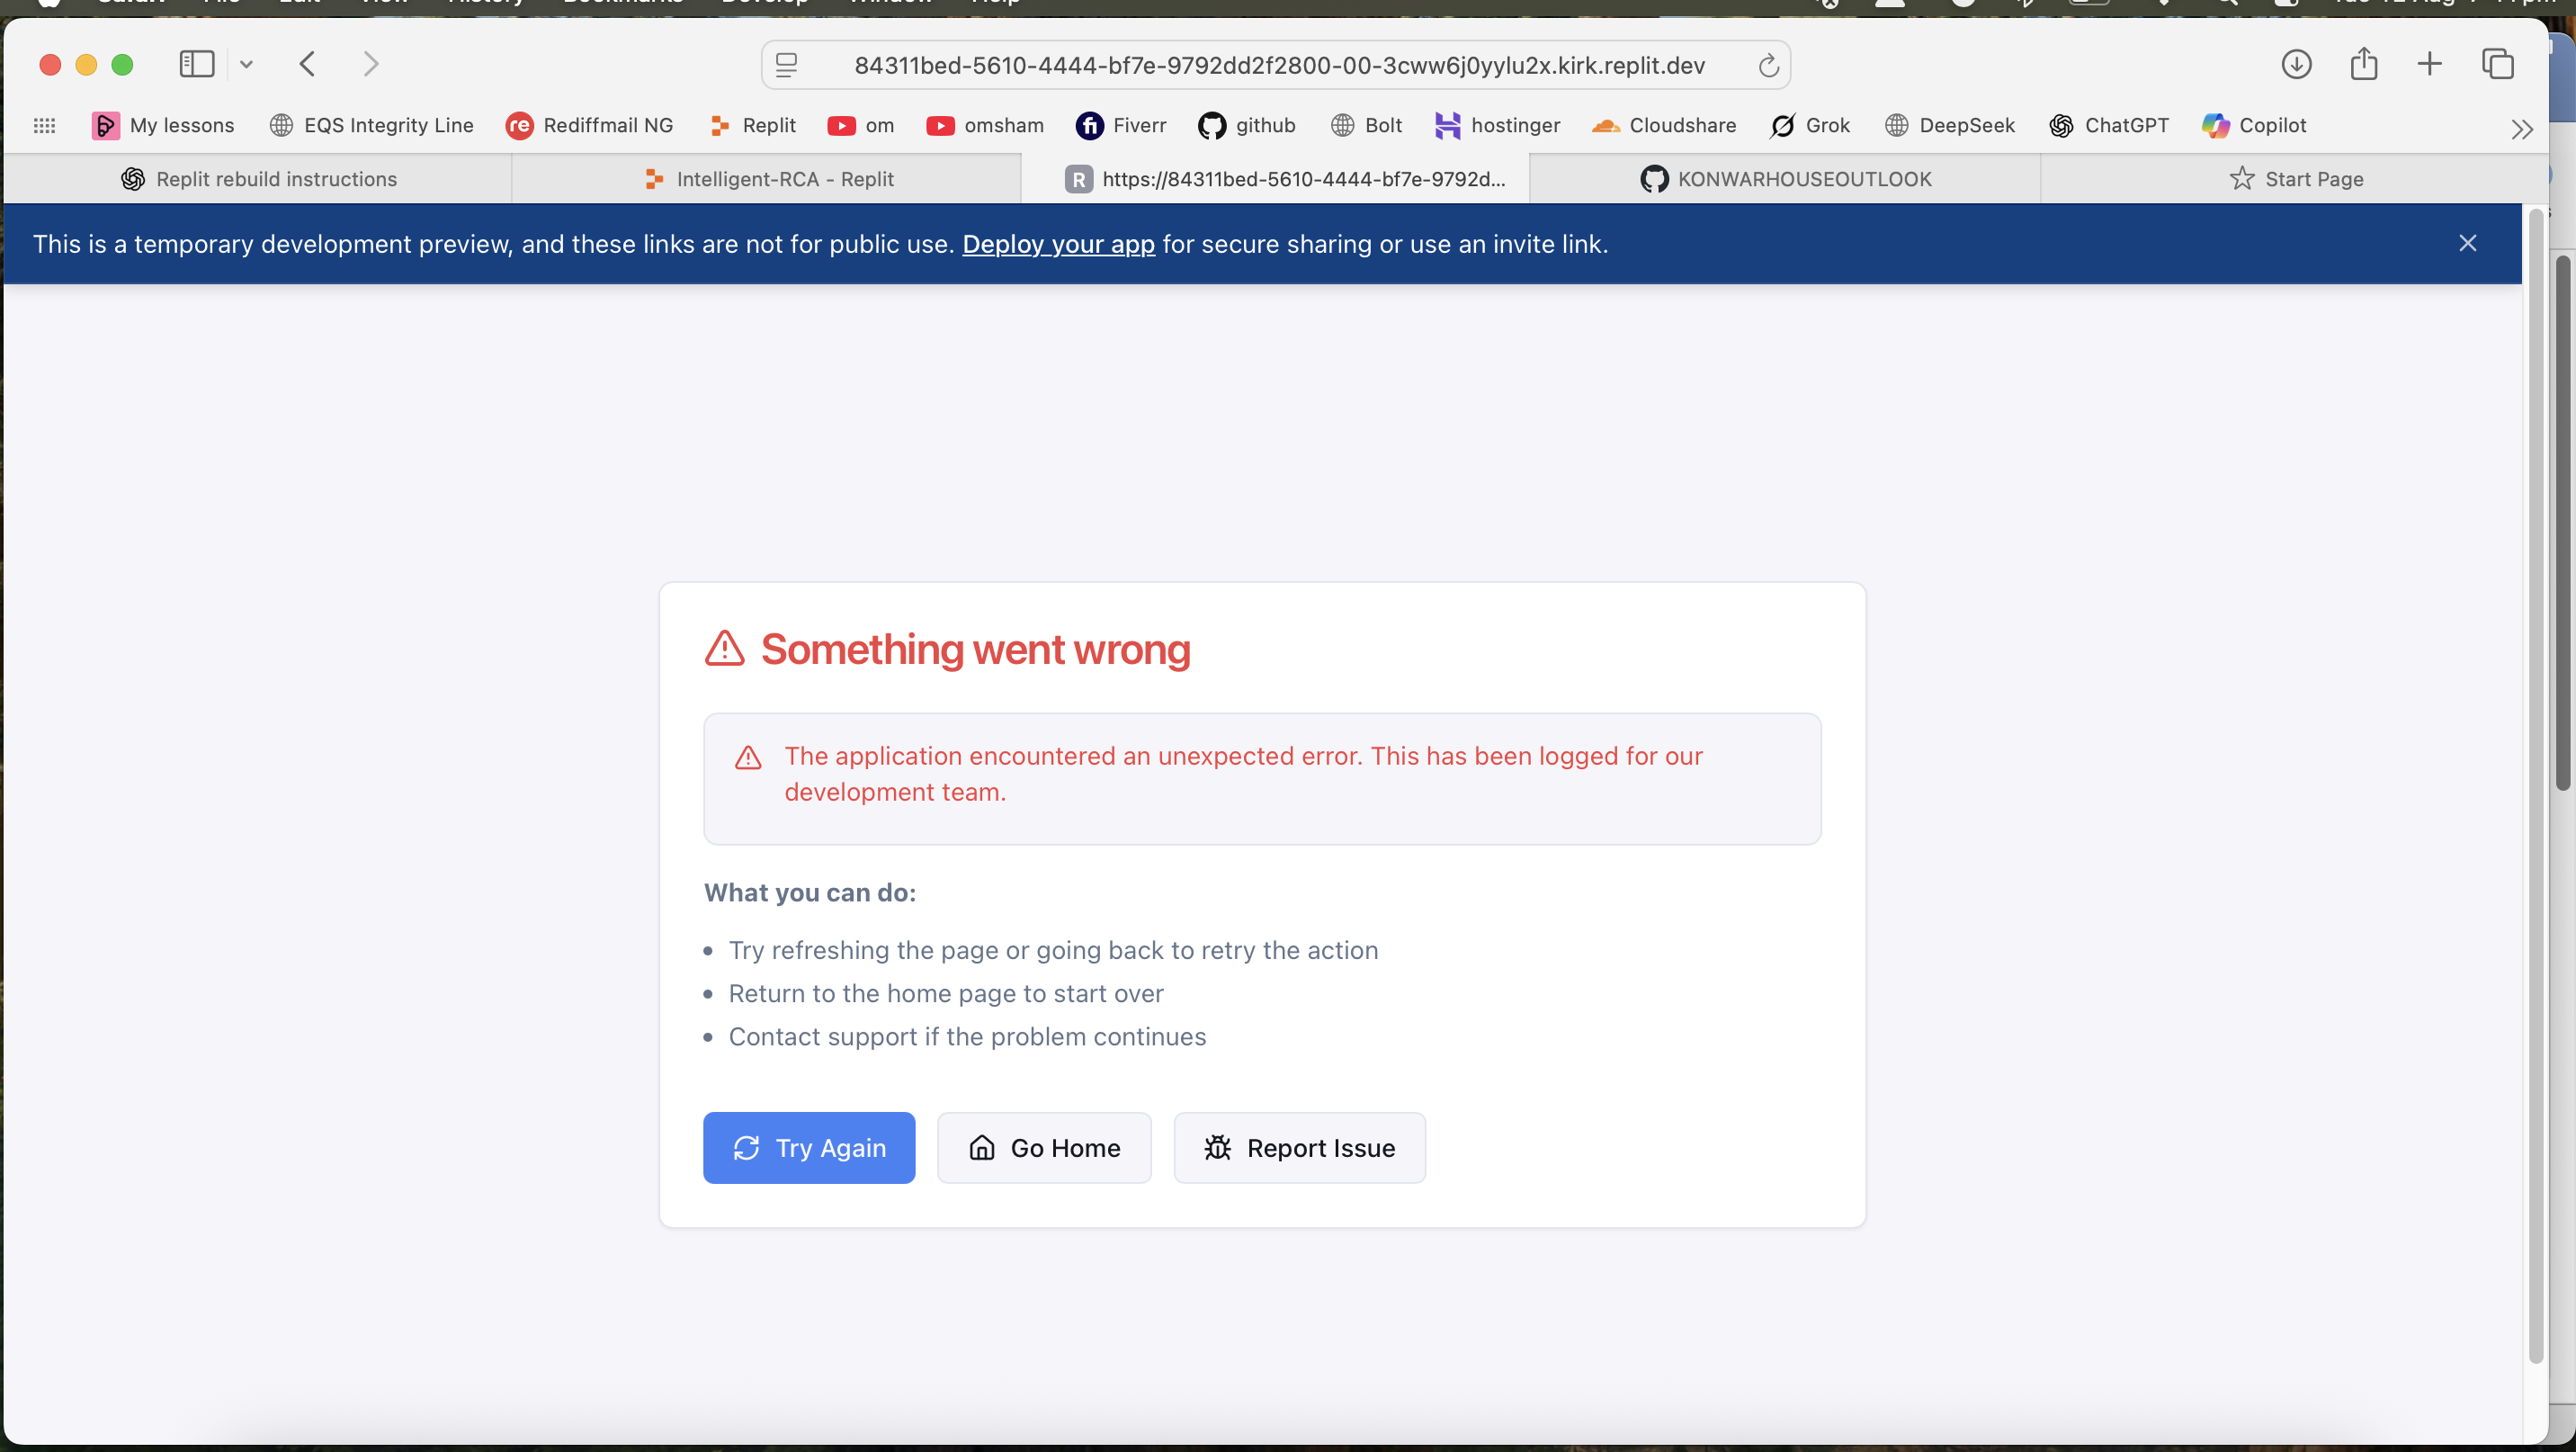 84311bed-5610-4444-bf7e-9792dd2f2800-00-3cww6j0yylu2x.kirk.replit.dev
My lessons EQS Integrity Line Rediffmail NG Replit om omsham Fiverr github Bolt hostinger Cloudshare Grok DeepSeek ChatGPT Copilot
Replit rebuild instructions Intelligent-RCA - Replit R https://84311bed-5610-4444-bf7e-9792d... KONWARHOUSEOUTLOOK Start Page
This is a temporary development preview, and these links are not for public use. Deploy your app for secure sharing or use an invite link.
Something went wrong
The application encountered an unexpected error. This has been logged for our
development team.
What you can do:
• Try refreshing the page or going back to retry the action
• Return to the home page to start over
• Contact support if the problem continues
Try Again Go Home Report Issue